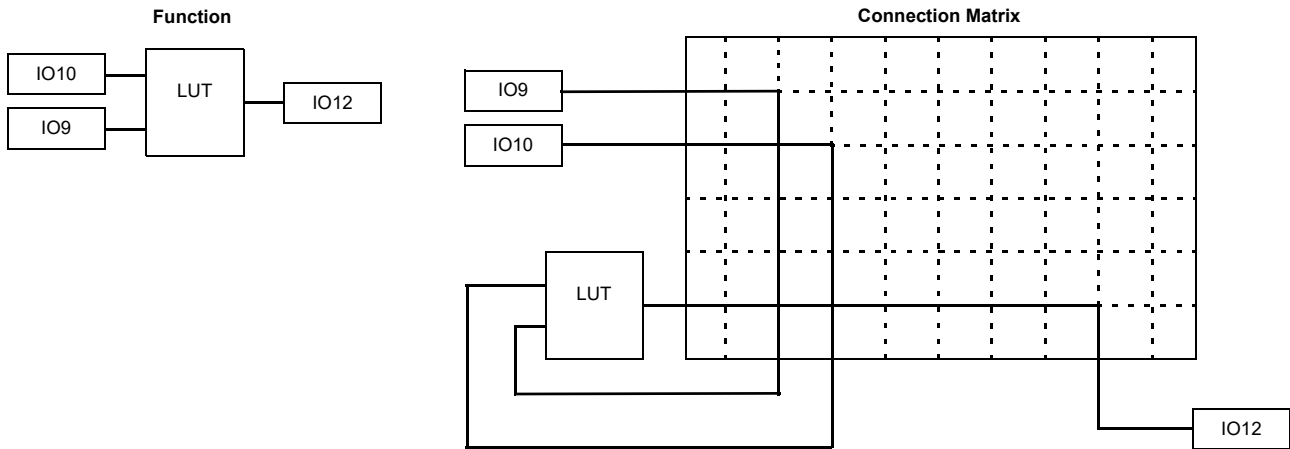 Function
IO10
LUT
IO12
IO9
Connection Matrix
IO9
IO10
LUT
IO12